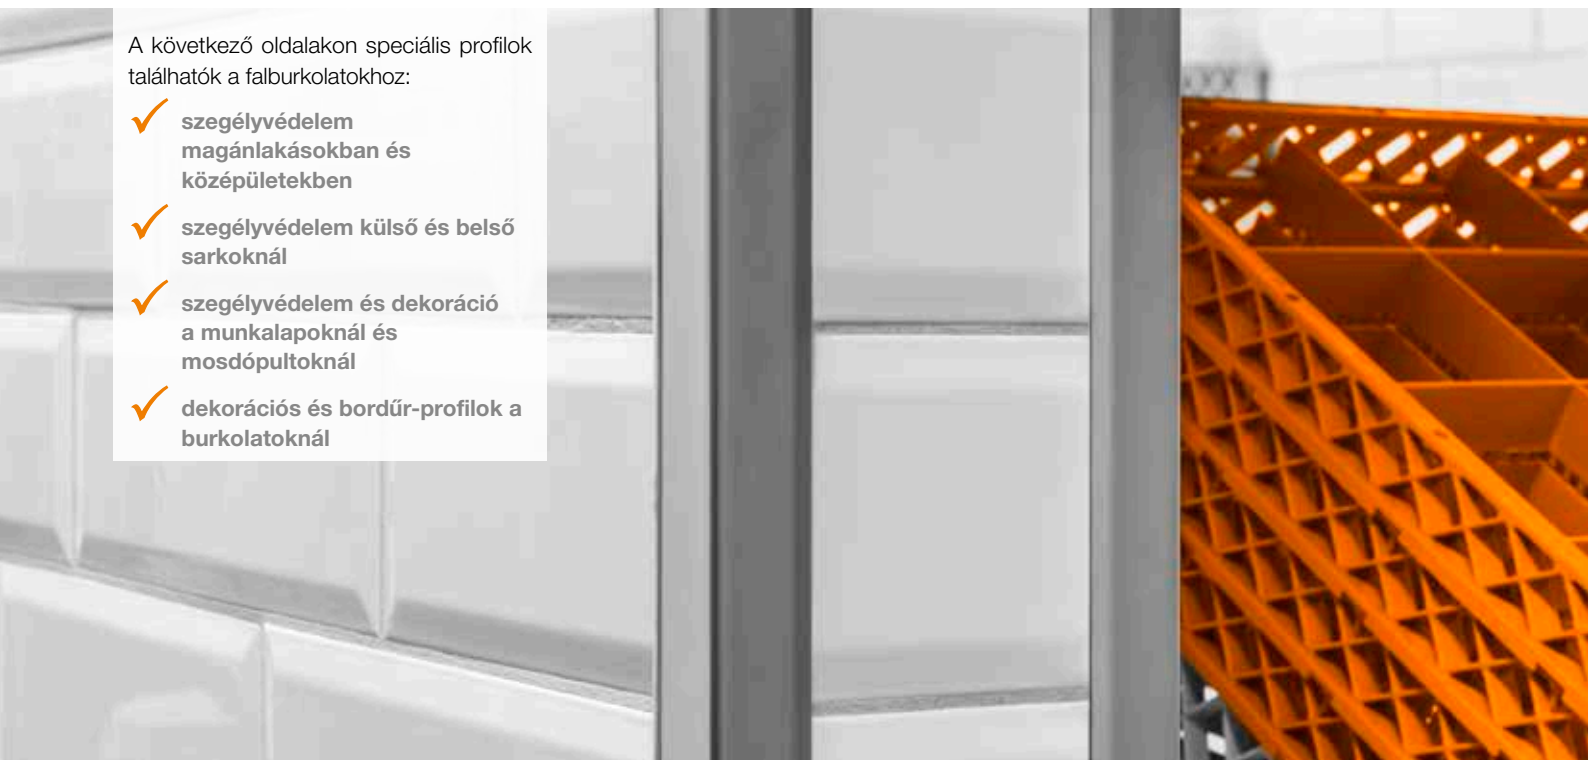 A következő oldalakon speciális profilok
találhatók a falburkolatokhoz:
szegélyvédelem
magánlakásokban és
középületekben
szegélyvédelem külső és belső
sarkoknál
szegélyvédelem és dekoráció
a munkalapoknál és
mosdópultoknál
dekorációs és bordűr-profilok a
burkolatoknál